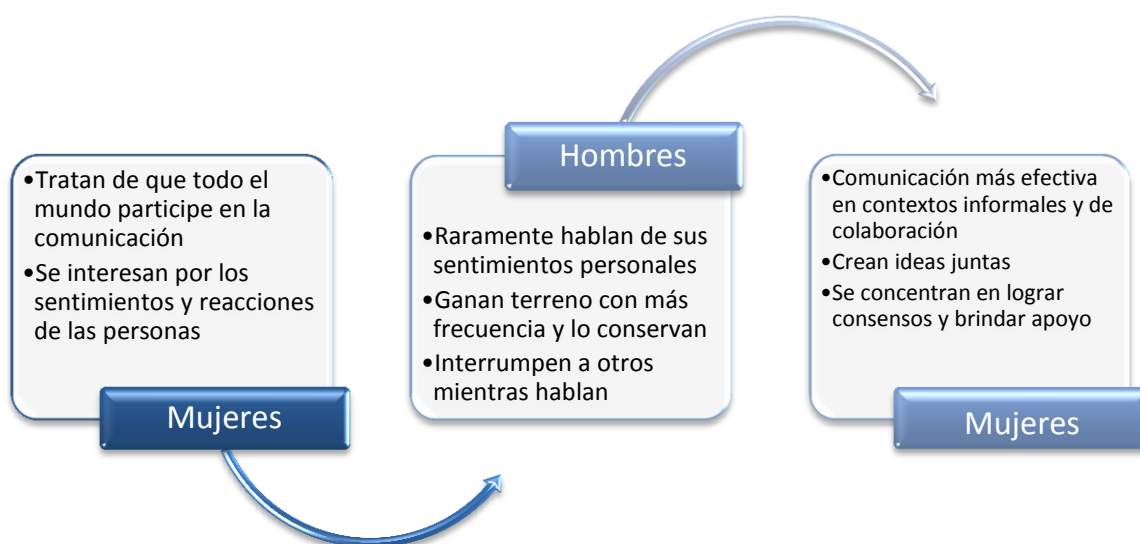 •Tratan de que todo el
mundo participe en la
comunicación
•Se interesan por los
sentimientos y reacciones
de las personas
Mujeres
Hombres
•Raramente hablan de sus
sentimientos personales
•Ganan terreno con más
frecuencia y lo conservan
•Interrumpen a otros
mientras hablan
•Comunicación más efectiva
en contextos informales y de
colaboración
•Crean ideas juntas
•Se concentran en lograr
consensos y brindar apoyo
Mujeres